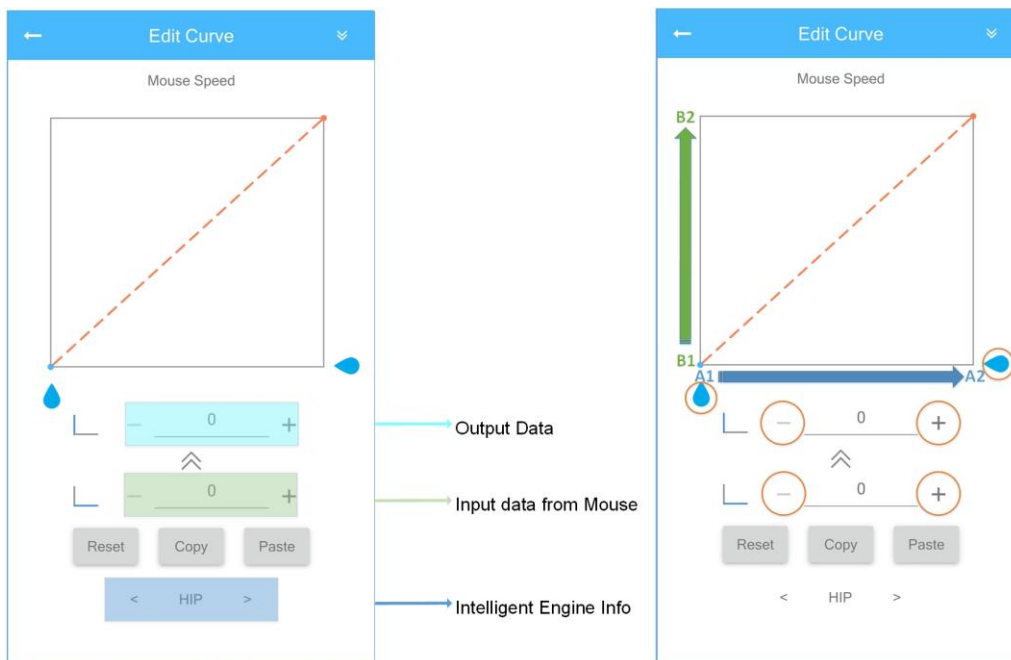 Edit Curve
Mouse Speed
0
0
Reset Copy Paste
< HIP >
Output Data
Input data from Mouse
Intelligent Engine Info
Edit Curve
Mouse Speed
B2
B1
A1 A2
0
0
Reset Copy Paste
< HIP >